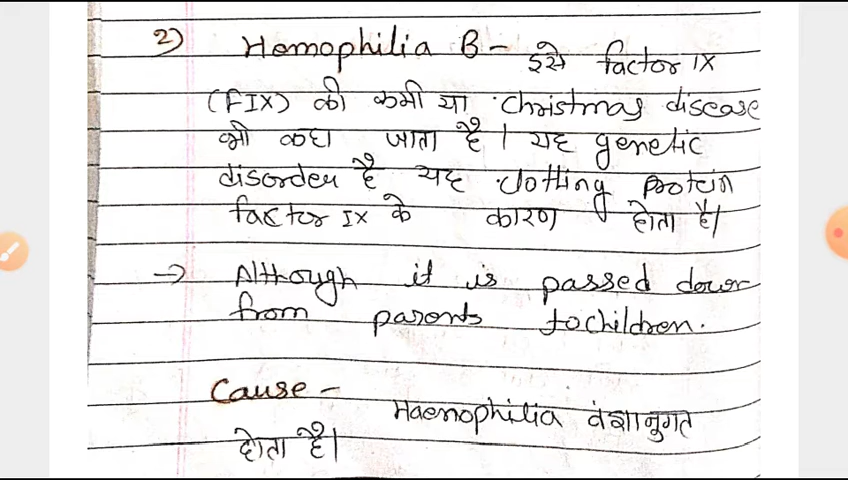 2) Hemophilia B - इसे factor IX
(FIX) की कमी या Christmas disease
भी कहा जाता है। यह genetic
disorder है यह clotting protein
factor IX के कारण होता है।
→ Although it is passed down
from parents to children.
Cause -
Haemophilia वंशानुगत
होता है।